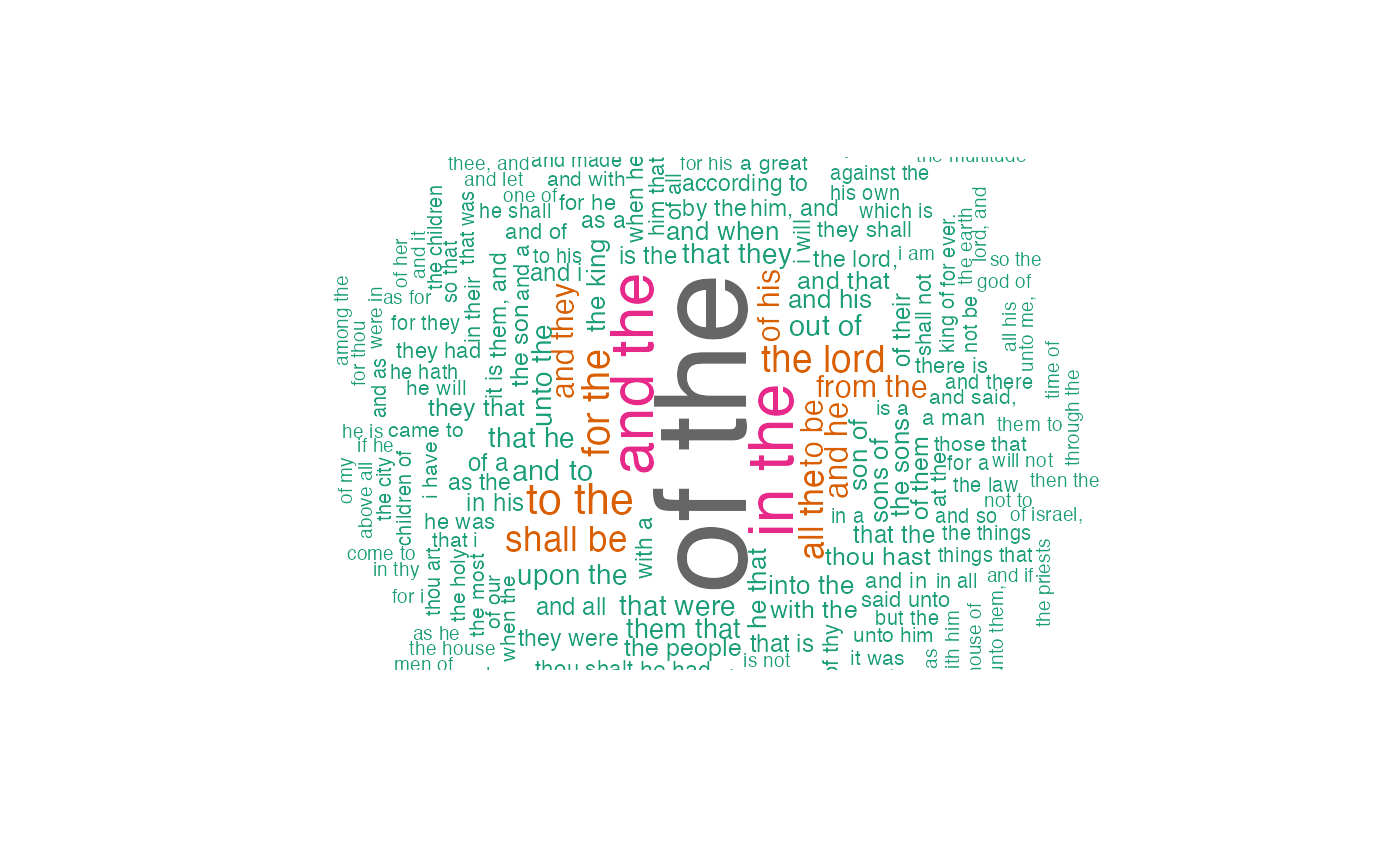 thee, and
and made
for his
a great
the multitude
and let
and with
when he
him that
of all
according to
against the
his own
the children
that was
one of
he shall
for he
as a
by the
him, and
which is
lord, and
of her
and it
so that
and of
and when
i will
they shall
the earth
for ever.
to his
and i
the king
is the
that they
the lord,
i am
so the
among the
as for
were in
in their
them, and
and a
the son
and they
and the
of the
of his
and that
and his
god of
for they
for thou
out of
of their
shall not
king of
not be
all his
unto me,
they had
and as
it is
unto the
for the
the lord
there is
time of
he hath
he will
in the
from the
and there
through the
they that
to be
and he
is a
and said,
a man
them to
he is
came to
if he
that he
son of
sons of
the sons
of them
those that
of my
above all
the city
children of
i have
of a
as the
and to
at the
for a
will not
in his
to the
all the
the law
then the
not to
he was
in a
and so
of israel,
that i
shall be
with a
that the
the things
come to
in thy
thou art
the holy
the most
of our
when the
upon the
he that
into the
thou hast
things that
and in
in all
and if
the priests
for i
and all
that were
with the
said unto
but the
as he
they were
them that
unto him
the house
the people
that is
of thy
it was
men of
thou shalt
he had
is not
as
ith him
house of
unto them,